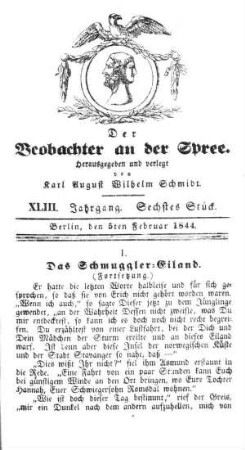 Der
Beobachter an der Spree.
Herausgegeben und verlegt
von
Karl August Wilhelm Schmidt.
XLIII. Jahrgang. Sechstes Stück.
Berlin, den 5ten Februar 1844.
I.
Das Schmuggler-Eiland.
(Fortsetzung.)
Er hatte die letzten Worte halbleise und für sich ge-
sprochen, so daß sie von Erich nicht gehört worden waren.
„Wenn ich auch,“ so sagte Dieser jetzt zu dem Jünglinge
gewendet, „an der Wahrheit Dessen nicht zweifle, was Du
mir entdeckst, so kann ich es doch noch nicht recht begrei-
fen. Du erzähltest von einer Lustfahrt, bei der Dich und
Dein Mädchen der Sturm ereilte und an dieses Eiland
warf. Ist denn aber diese Insel der norwegischen Küste
und der Stadt Stavanger so nahe, daß —“
„Dies wißt Ihr nicht?“ fiel ihm Asmund erstaunt in
die Rede. „Eine Fahrt von ein paar Stunden kann Euch
bei günstigem Winde an den Ort bringen, wo Eure Tochter
Hannah, Euer Schwiegersohn Romsdal wohnen.“
„Wie ist doch dieser Tag bestimmt,“ rief der Greis,
„mir ein Dunkel nach dem andern aufzuhellen, mich von